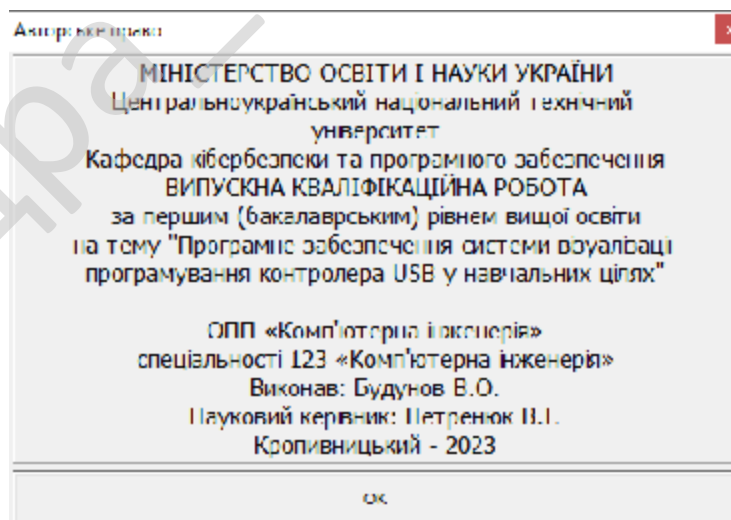 Авторське право
МІНІСТЕРСТВО ОСВІТИ І НАУКИ УКРАЇНИ
Центральноукраїнський національний технічний
університет
Кафедра кібербезпеки та програмного забезпечення
ВИПУСКНА КВАЛІФІКАЦІЙНА РОБОТА
за першим (бакалаврським) рівнем вищої освіти
на тему "Програмне забезпечення системи візуалізації
програмування контролера USB у навчальних цілях"
ОПП «Комп'ютерна інженерія»
спеціальності 123 «Комп'ютерна інженерія»
Виконав: Будунов В.О.
Науковий керівник: Петренюк В.І.
Кропивницький - 2023
ОК